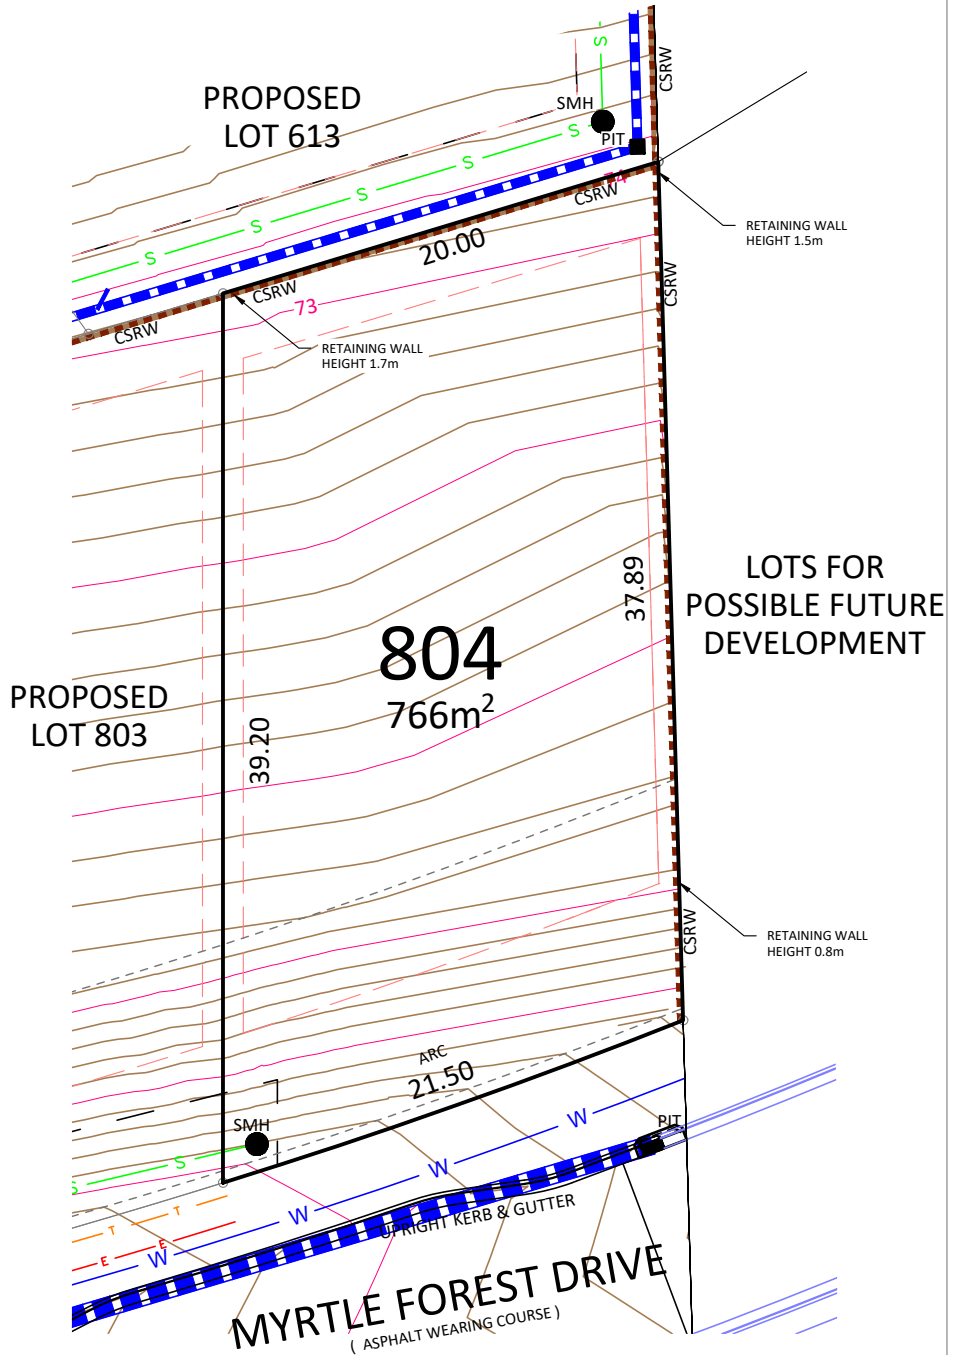 S
CSRW
PROPOSED
LOT 613
SMH
S
PIT
S
S
74
CSRW
S
RETAINING WALL
HEIGHT 1.5m
20.00
S
CSRW
CSRW
73
CSRW
RETAINING WALL
HEIGHT 1.7m
LOTS FOR
POSSIBLE FUTURE
DEVELOPMENT
37.89
804
766m²
PROPOSED
LOT 803
39.20
CSRW
RETAINING WALL
HEIGHT 0.8m
ARC
21.50
SMH
PIT
W
S
W
S
T
T
W
E
E
W
UPRIGHT KERB & GUTTER
MYRTLE FOREST DRIVE
( ASPHALT WEARING COURSE )